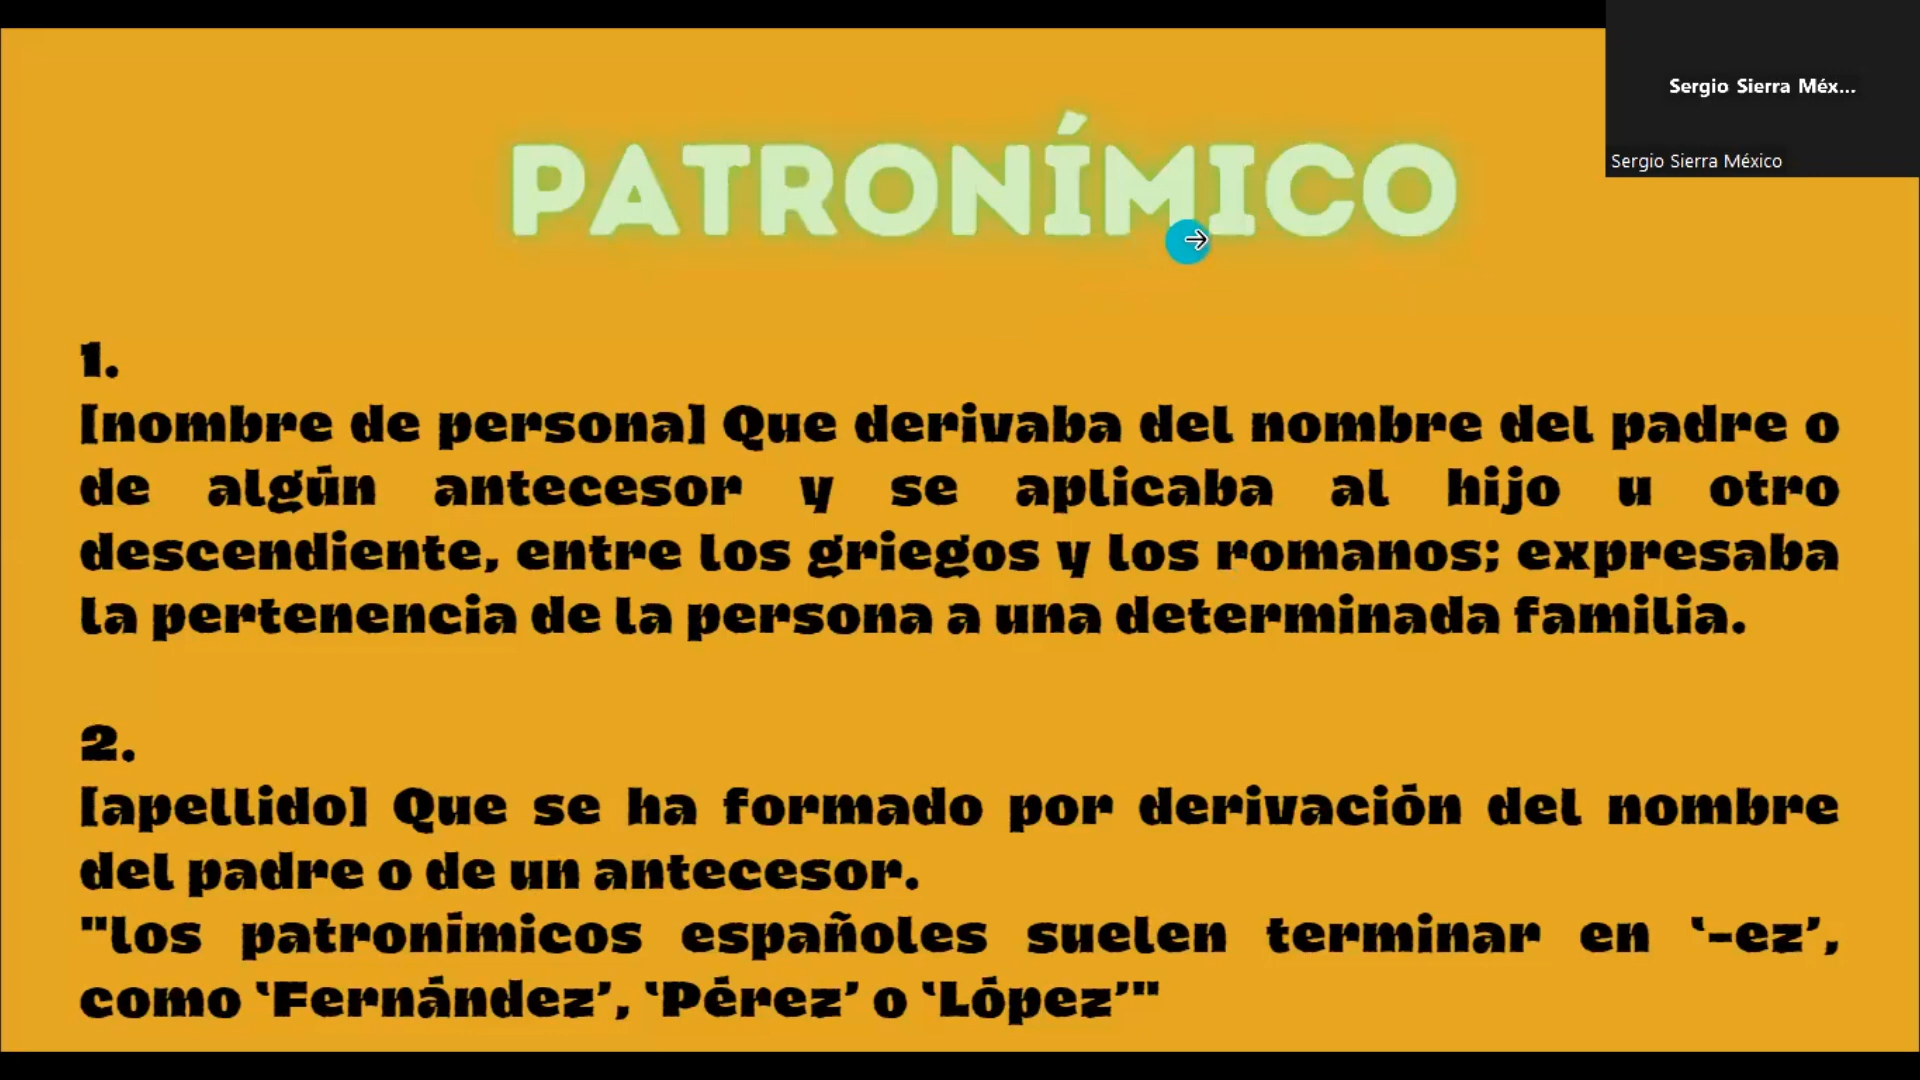 Sergio Sierra Méx...
Sergio Sierra México
PATRONÍMICO
1.
[nombre de persona] Que derivaba del nombre del padre o
de algún antecesor y se aplicaba al hijo u otro
descendiente, entre los griegos y los romanos; expresaba
la pertenencia de la persona a una determinada familia.
2.
[apellido] Que se ha formado por derivación del nombre
del padre o de un antecesor.
"los patronímicos españoles suelen terminar en ‘-ez’,
como ‘Fernández’, ‘Pérez’ o ‘López’"